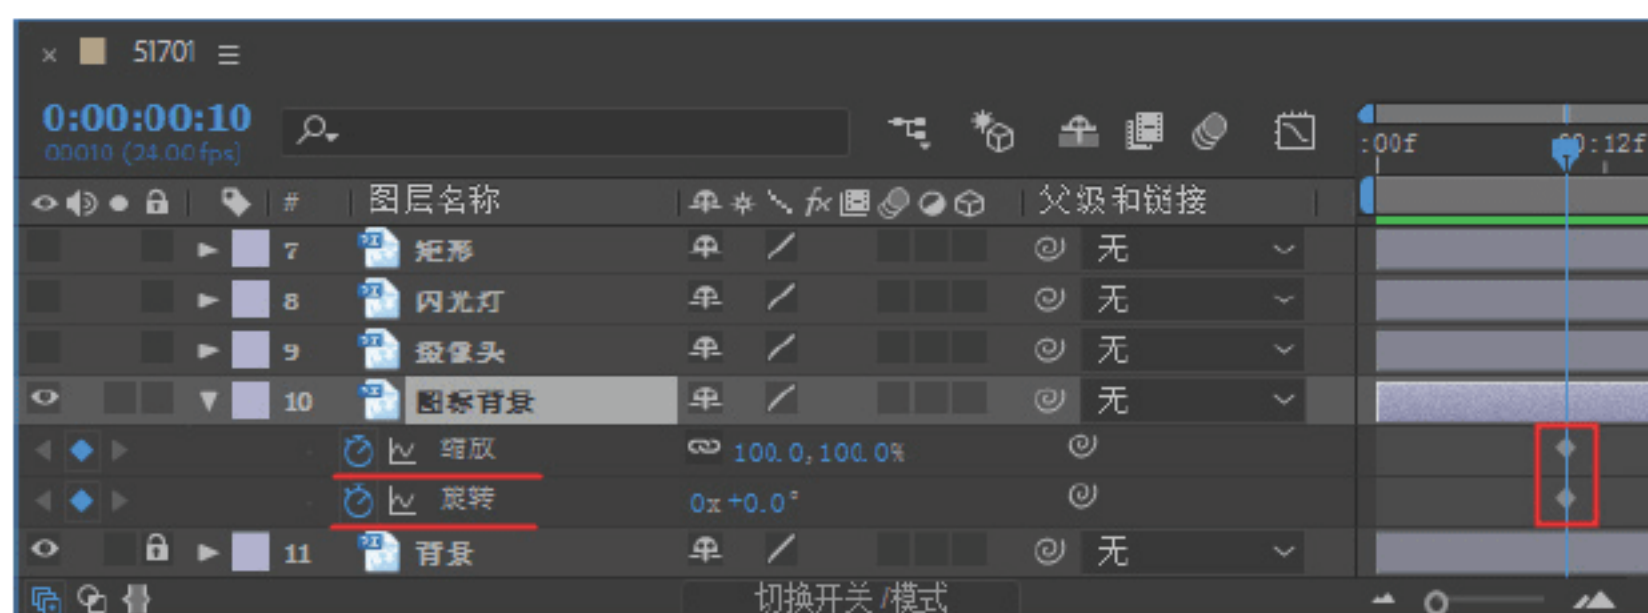 51701
0:00:00:10
00010 (24.00 fps)
:00f
00:12f
# 图层名称 fx 父级和链接
7 矩形 无
8 闪光灯 无
9 摄像头 无
10 图标背景 无
缩放 100.0,100.0%
旋转 0x+0.0°
11 背景 无
切换开关/模式